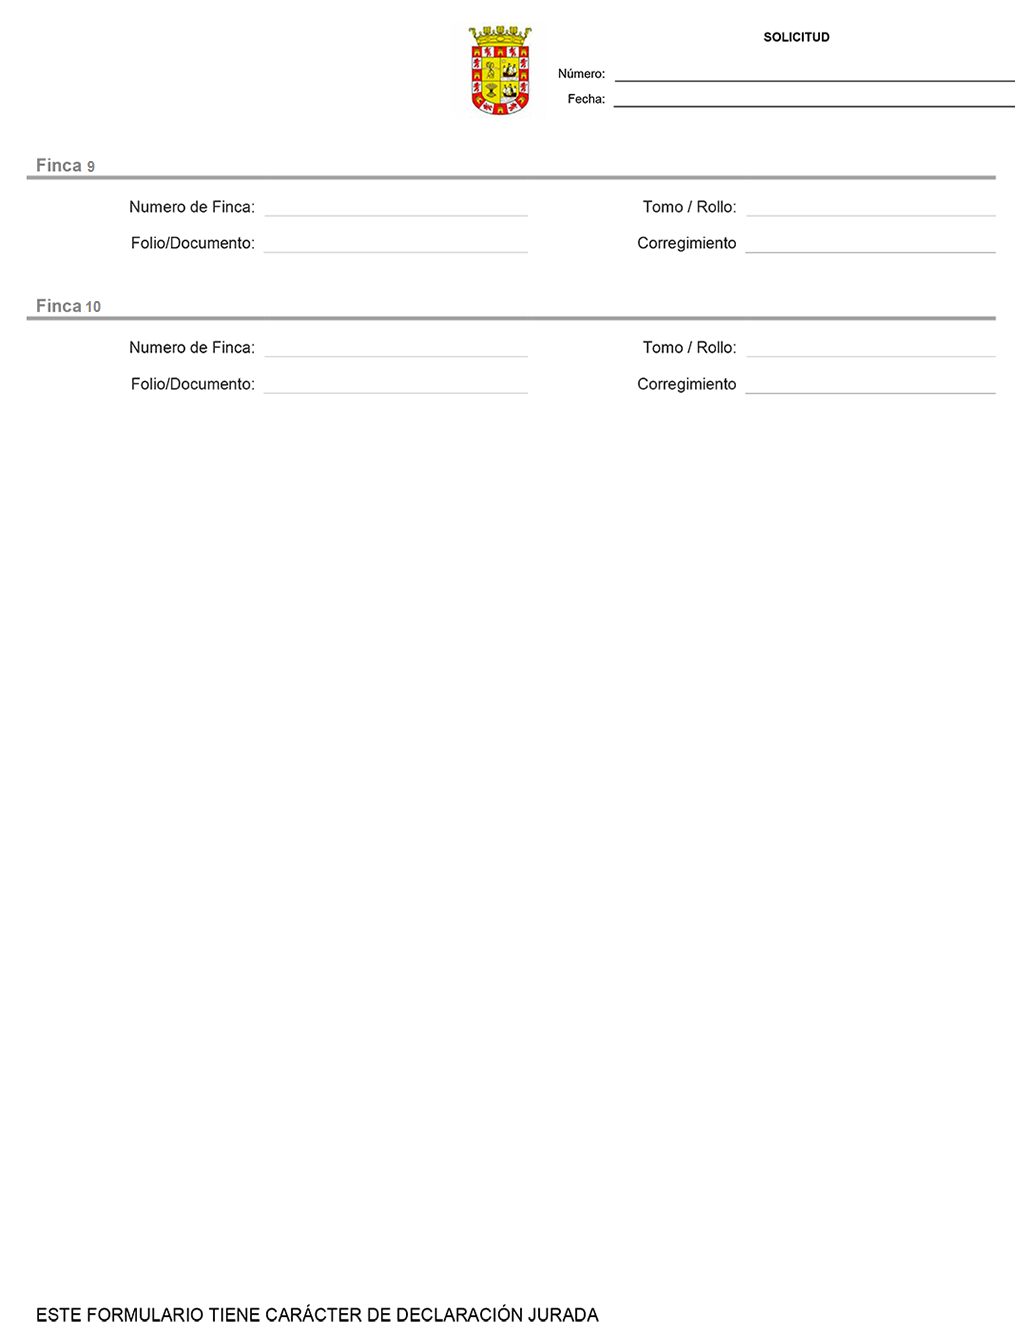 SOLICITUD
Número:
Fecha:
Finca 9
Numero de Finca: Tomo / Rollo:
Folio/Documento: Corregimiento
Finca 10
Numero de Finca: Tomo / Rollo:
Folio/Documento: Corregimiento
ESTE FORMULARIO TIENE CARÁCTER DE DECLARACIÓN JURADA